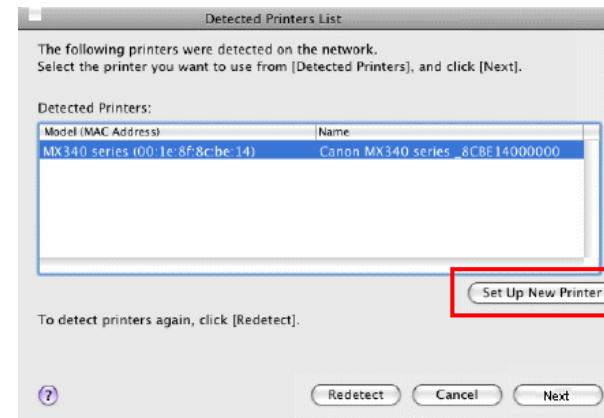 Detected Printers List
The following printers were detected on the network.
Select the printer you want to use from [Detected Printers], and click [Next].
Detected Printers:
Model (MAC Address) Name
MX340 series (00:1e:8f:8c:be:14) Canon MX340 series _8CBE14000000
Set Up New Printer
To detect printers again, click [Redetect].
? Redetect Cancel Next